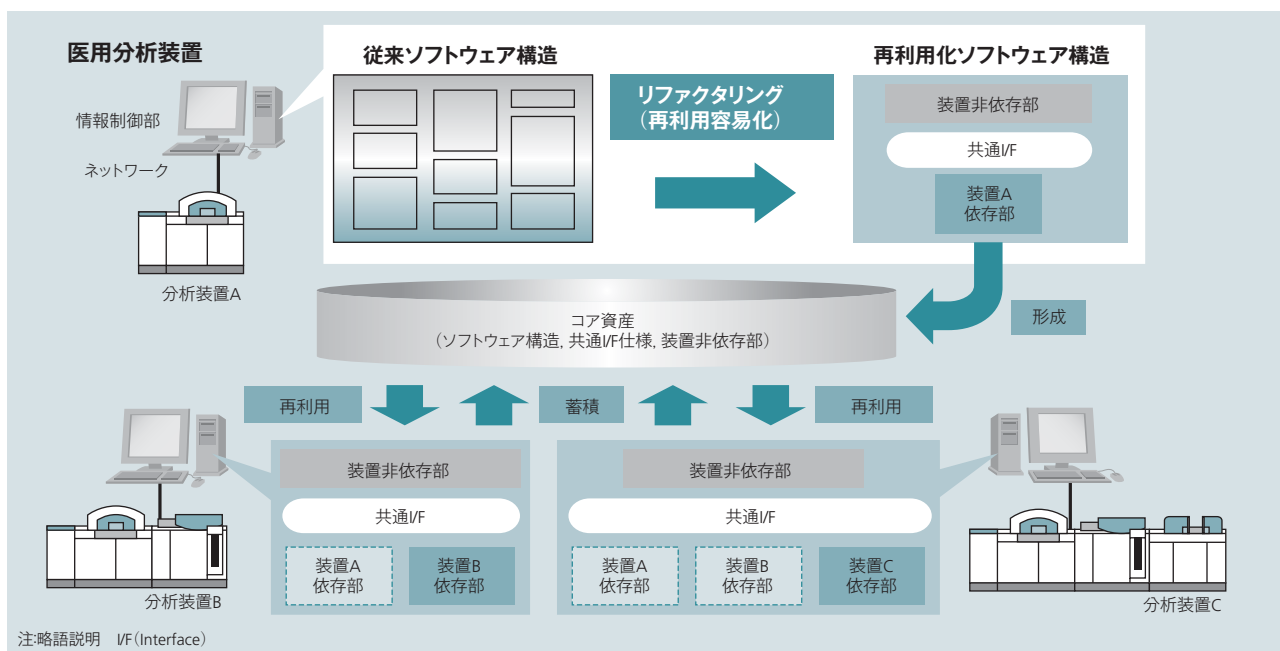 医用分析装置
情報制御部
ネットワーク
分析装置A
従来ソフトウェア構造
リファクタリング
（再利用容易化）
再利用化ソフトウェア構造
装置非依存部
共通I/F
装置A
依存部
コア資産
（ソフトウェア構造, 共通I/F仕様, 装置非依存部）
形成
再利用
蓄積
再利用
装置非依存部
共通I/F
装置A
依存部
装置B
依存部
分析装置B
装置非依存部
共通I/F
装置A
依存部
装置B
依存部
装置C
依存部
分析装置C
注:略語説明　I/F（Interface）